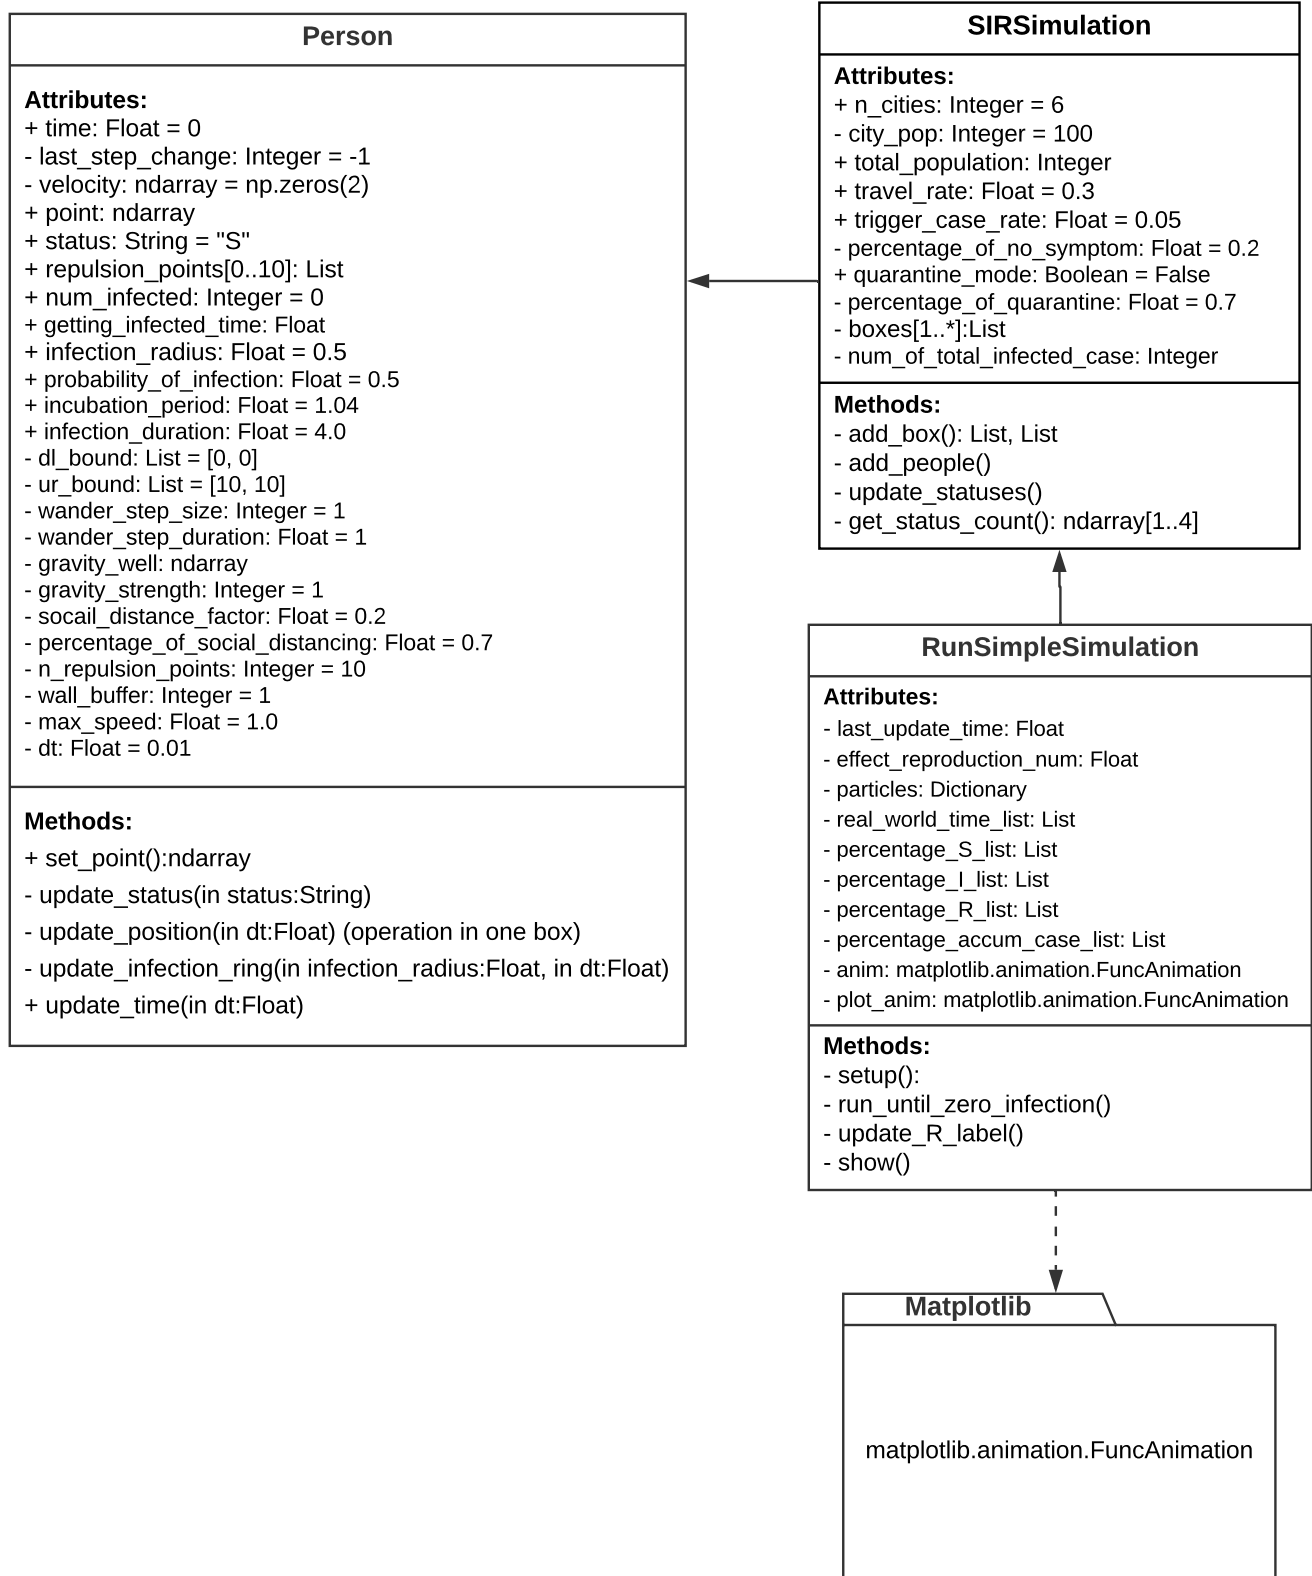 Person
Attributes:
+ time: Float = 0
- last_step_change: Integer = -1
- velocity: ndarray = np.zeros(2)
+ point: ndarray
+ status: String = "S"
+ repulsion_points[0..10]: List
+ num_infected: Integer = 0
+ getting_infected_time: Float
+ infection_radius: Float = 0.5
+ probability_of_infection: Float = 0.5
+ incubation_period: Float = 1.04
+ infection_duration: Float = 4.0
- dl_bound: List = [0, 0]
- ur_bound: List = [10, 10]
- wander_step_size: Integer = 1
- wander_step_duration: Float = 1
- gravity_well: ndarray
- gravity_strength: Integer = 1
- socail_distance_factor: Float = 0.2
- percentage_of_social_distancing: Float = 0.7
- n_repulsion_points: Integer = 10
- wall_buffer: Integer = 1
- max_speed: Float = 1.0
- dt: Float = 0.01
Methods:
+ set_point():ndarray
- update_status(in status:String)
- update_position(in dt:Float) (operation in one box)
- update_infection_ring(in infection_radius:Float, in dt:Float)
+ update_time(in dt:Float)
SIRSimulation
Attributes:
+ n_cities: Integer = 6
- city_pop: Integer = 100
+ total_population: Integer
+ travel_rate: Float = 0.3
+ trigger_case_rate: Float = 0.05
- percentage_of_no_symptom: Float = 0.2
+ quarantine_mode: Boolean = False
- percentage_of_quarantine: Float = 0.7
- boxes[1..*]:List
- num_of_total_infected_case: Integer
Methods:
- add_box(): List, List
- add_people()
- update_statuses()
- get_status_count(): ndarray[1..4]
RunSimpleSimulation
Attributes:
- last_update_time: Float
- effect_reproduction_num: Float
- particles: Dictionary
- real_world_time_list: List
- percentage_S_list: List
- percentage_I_list: List
- percentage_R_list: List
- percentage_accum_case_list: List
- anim: matplotlib.animation.FuncAnimation
- plot_anim: matplotlib.animation.FuncAnimation
Methods:
- setup():
- run_until_zero_infection()
- update_R_label()
- show()
Matplotlib
matplotlib.animation.FuncAnimation